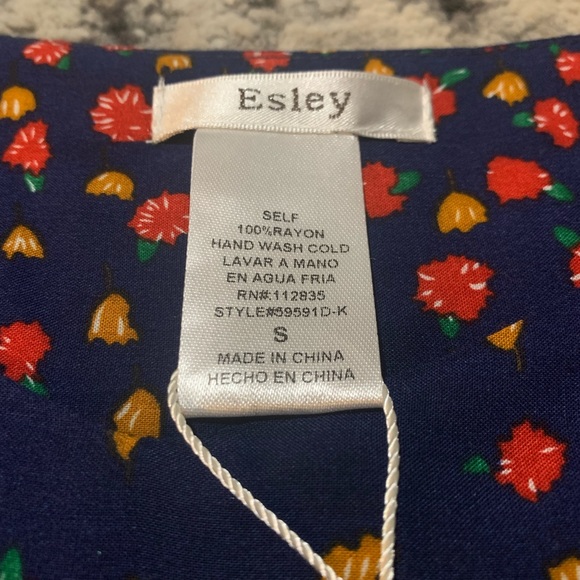 Esley
SELF
100%RAYON
HAND WASH COLD
LAVAR A MANO
EN AGUA FRIA
RN#:112835
STYLE#59591D-K
S
MADE IN CHINA
HECHO EN CHINA